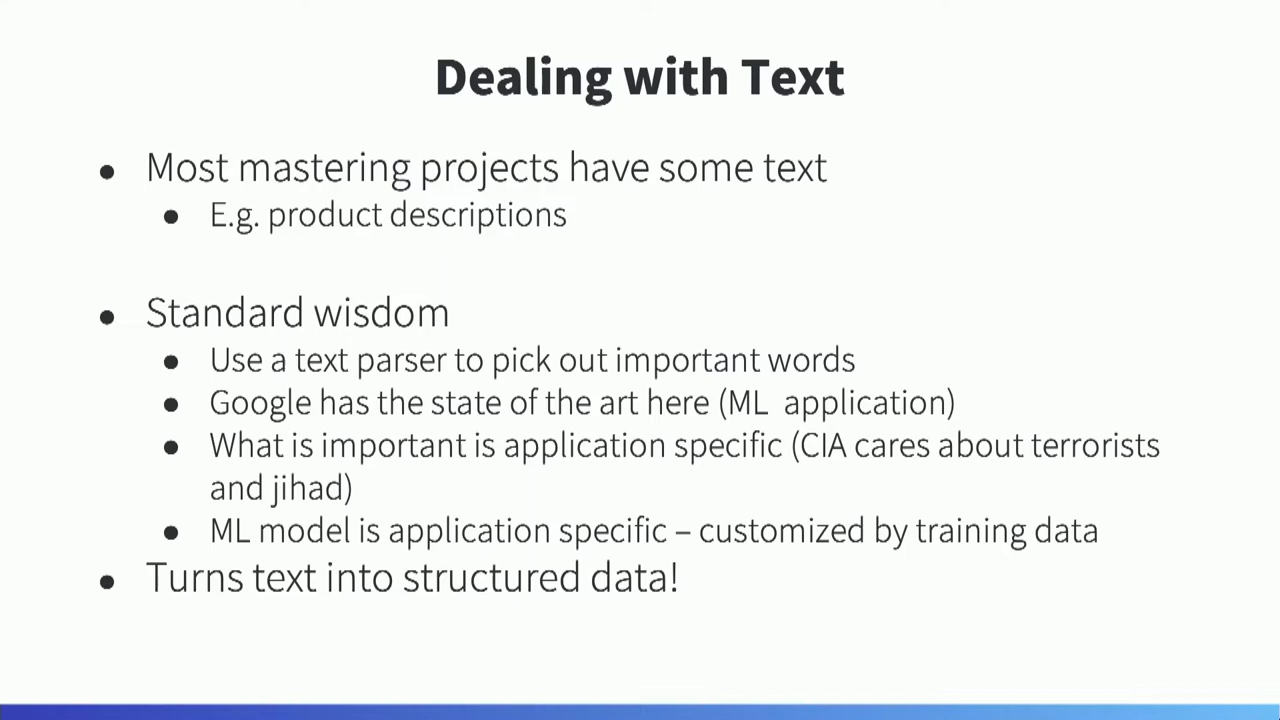 Dealing with Text
• Most mastering projects have some text
• E.g. product descriptions
• Standard wisdom
• Use a text parser to pick out important words
• Google has the state of the art here (ML  application)
• What is important is application specific (CIA cares about terrorists
and jihad)
• ML model is application specific – customized by training data
• Turns text into structured data!